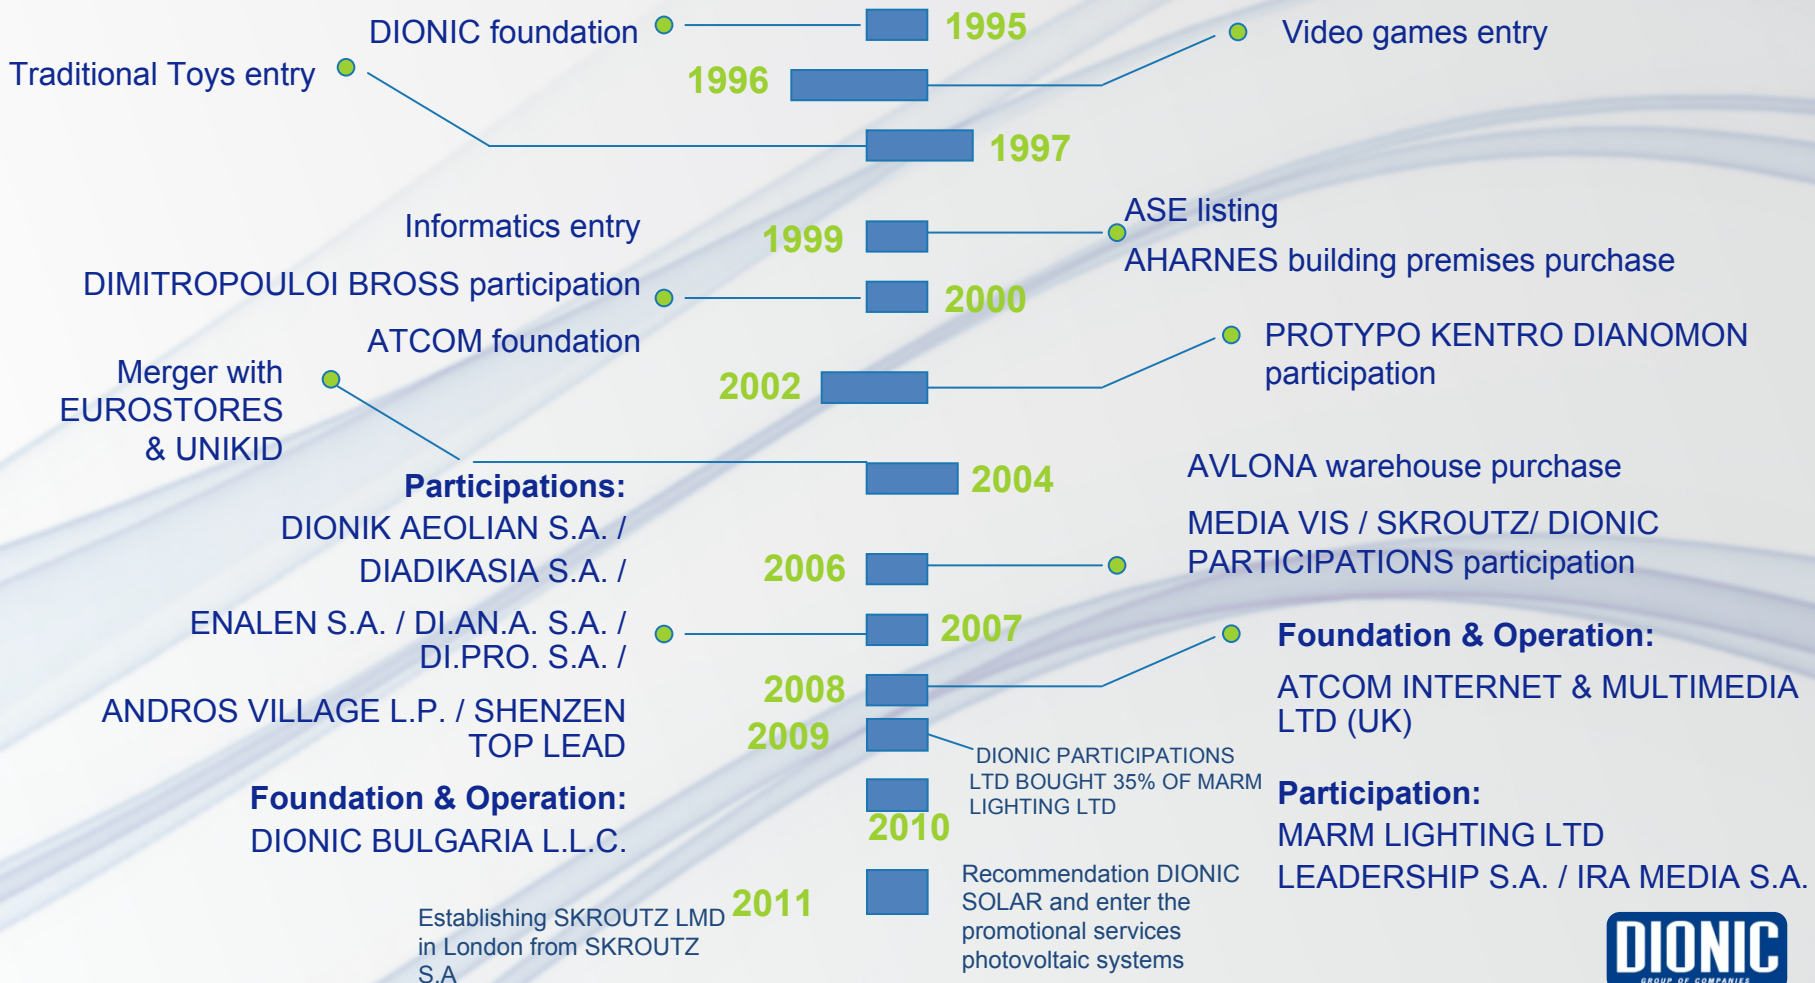 DIONIC foundation
1995
Video games entry
Traditional Toys entry
1996
1997
Informatics entry
1999
ASE listing
AHARNES building premises purchase
DIMITROPOULOI BROSS participation
2000
ATCOM foundation
PROTYPO KENTRO DIANOMON
participation
Merger with
EUROSTORES
& UNIKID
2002
2004
AVLONA warehouse purchase
Participations:
DIONIK AEOLIAN S.A. /
DIADIKASIA S.A. /
ENALEN S.A. / DI.AN.A. S.A. /
DI.PRO. S.A. /
ANDROS VILLAGE L.P. / SHENZEN
TOP LEAD
Foundation & Operation:
DIONIC BULGARIA L.L.C.
2006
MEDIA VIS / SKROUTZ/ DIONIC
PARTICIPATIONS participation
2007
2008
Foundation & Operation:
ATCOM INTERNET & MULTIMEDIA
LTD (UK)
Participation:
MARM LIGHTING LTD
LEADERSHIP S.A. / IRA MEDIA S.A.
2009
DIONIC PARTICIPATIONS
LTD BOUGHT 35% OF MARM
LIGHTING LTD
2010
2011
Establishing SKROUTZ LMD
in London from SKROUTZ
S.A
Recommendation DIONIC
SOLAR and enter the
promotional services
photovoltaic systems
DIONIC
GROUP OF COMPANIES